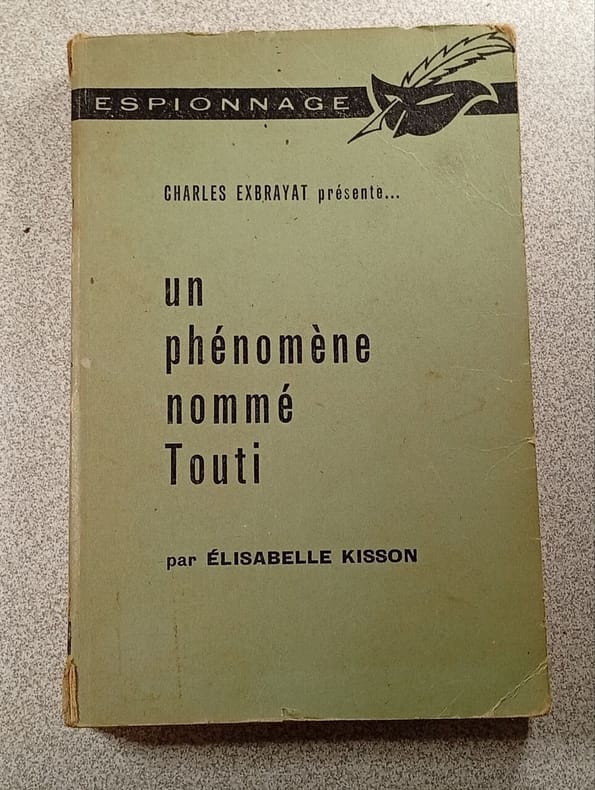 ESPIONNAGE
CHARLES EXBRAYAT présente...
un
phénomène
nommé
Touti
par ÉLISABELLE KISSON